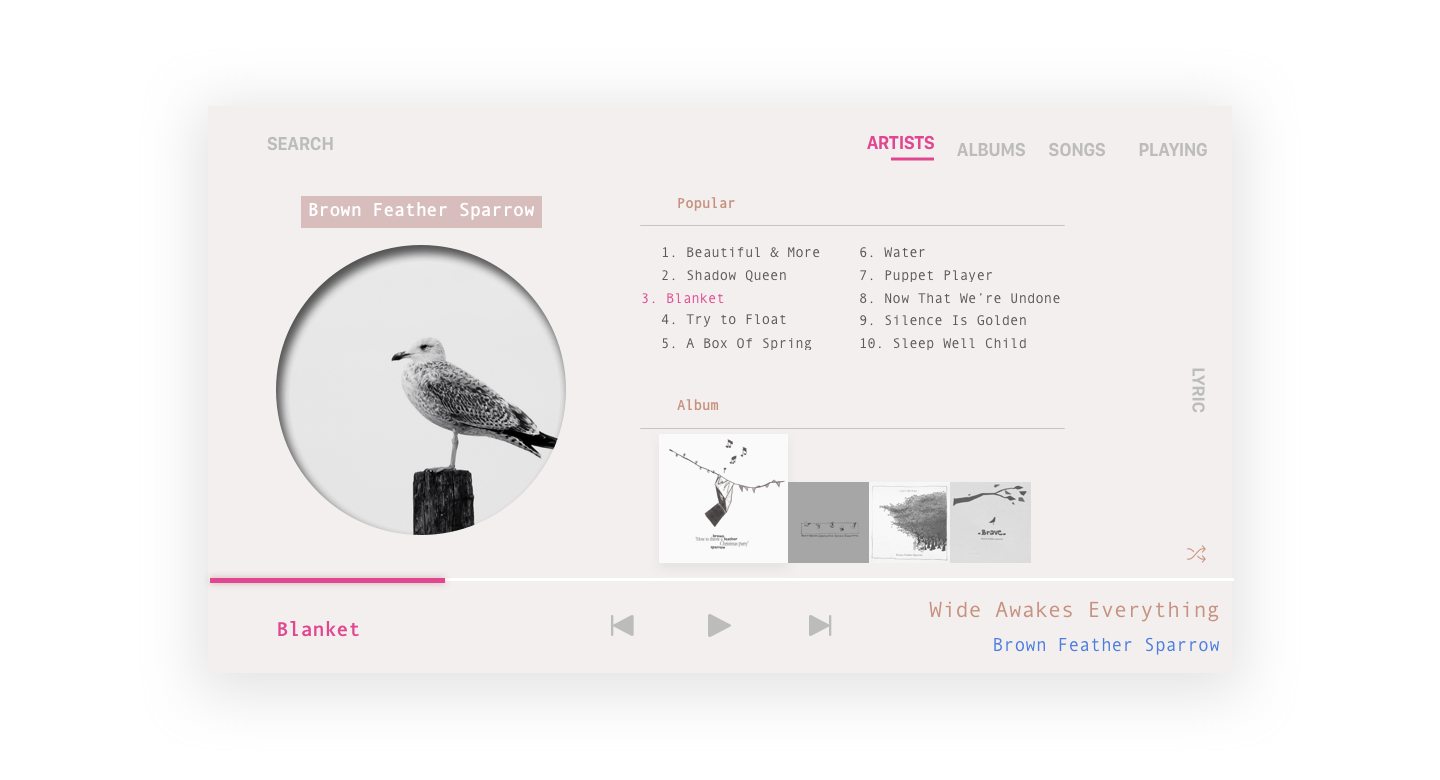 SEARCH
ARTISTS
ALBUMS
SONGS
PLAYING
Brown Feather Sparrow
Popular
1. Beautiful & More
2. Shadow Queen
3. Blanket
4. Try to Float
5. A Box Of Spring
6. Water
7. Puppet Player
8. Now That We're Undone
9. Silence Is Golden
10. Sleep Well Child
LYRIC
Album
Brave
Blanket
Wide Awakes Everything
Brown Feather Sparrow